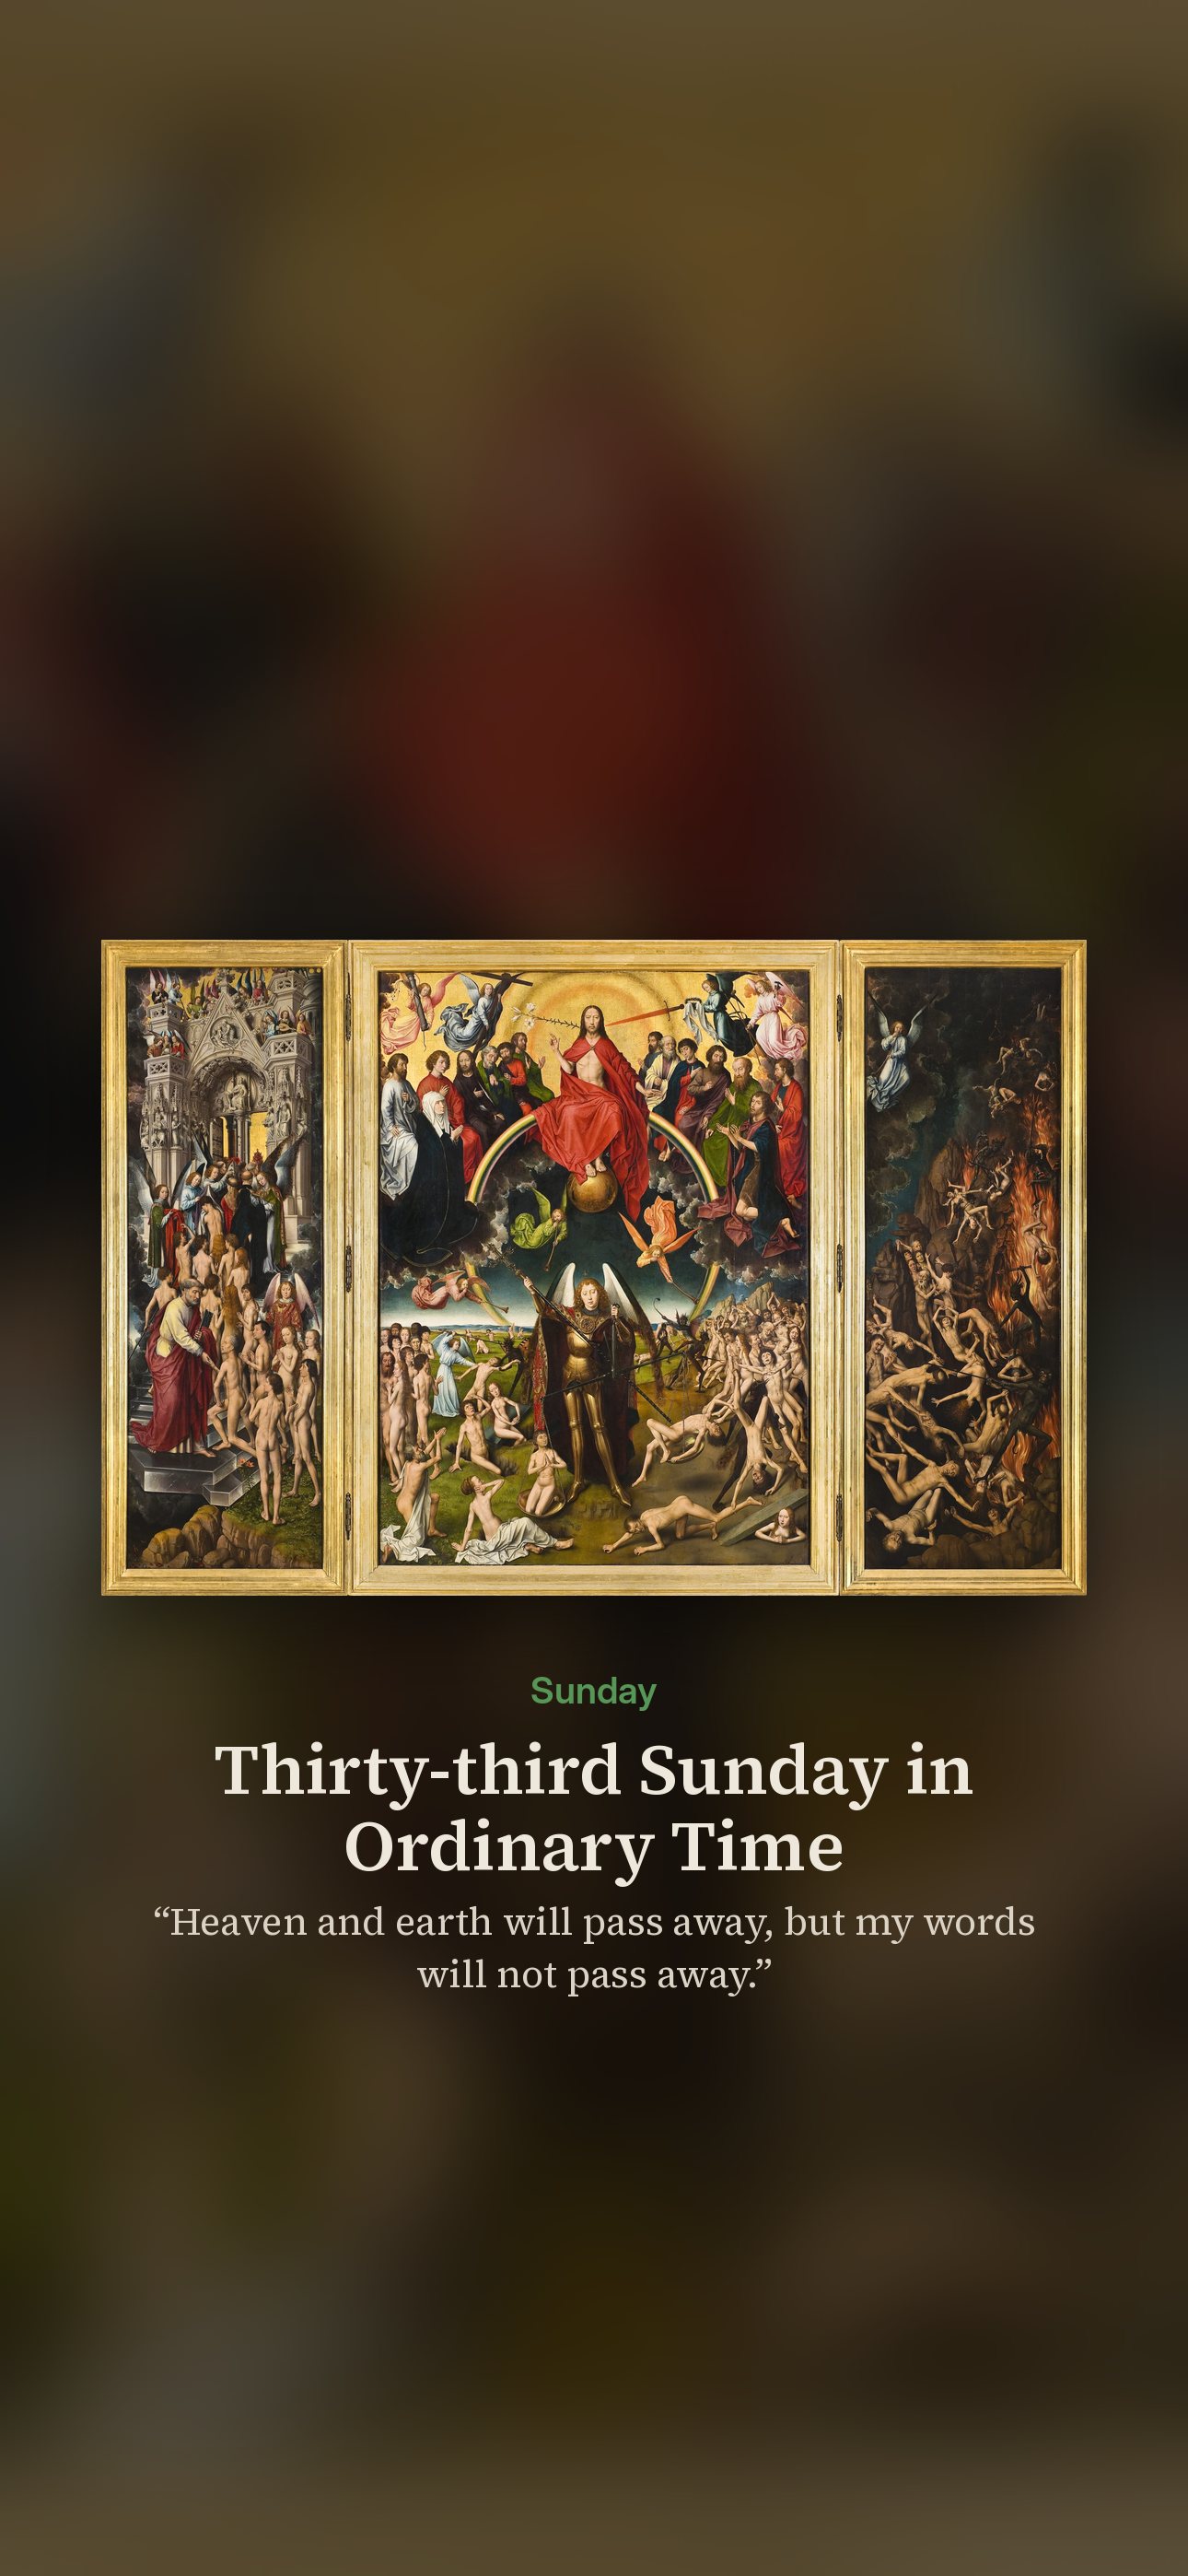 Sunday
Thirty-third Sunday in
Ordinary Time
“Heaven and earth will pass away, but my words
will not pass away.”